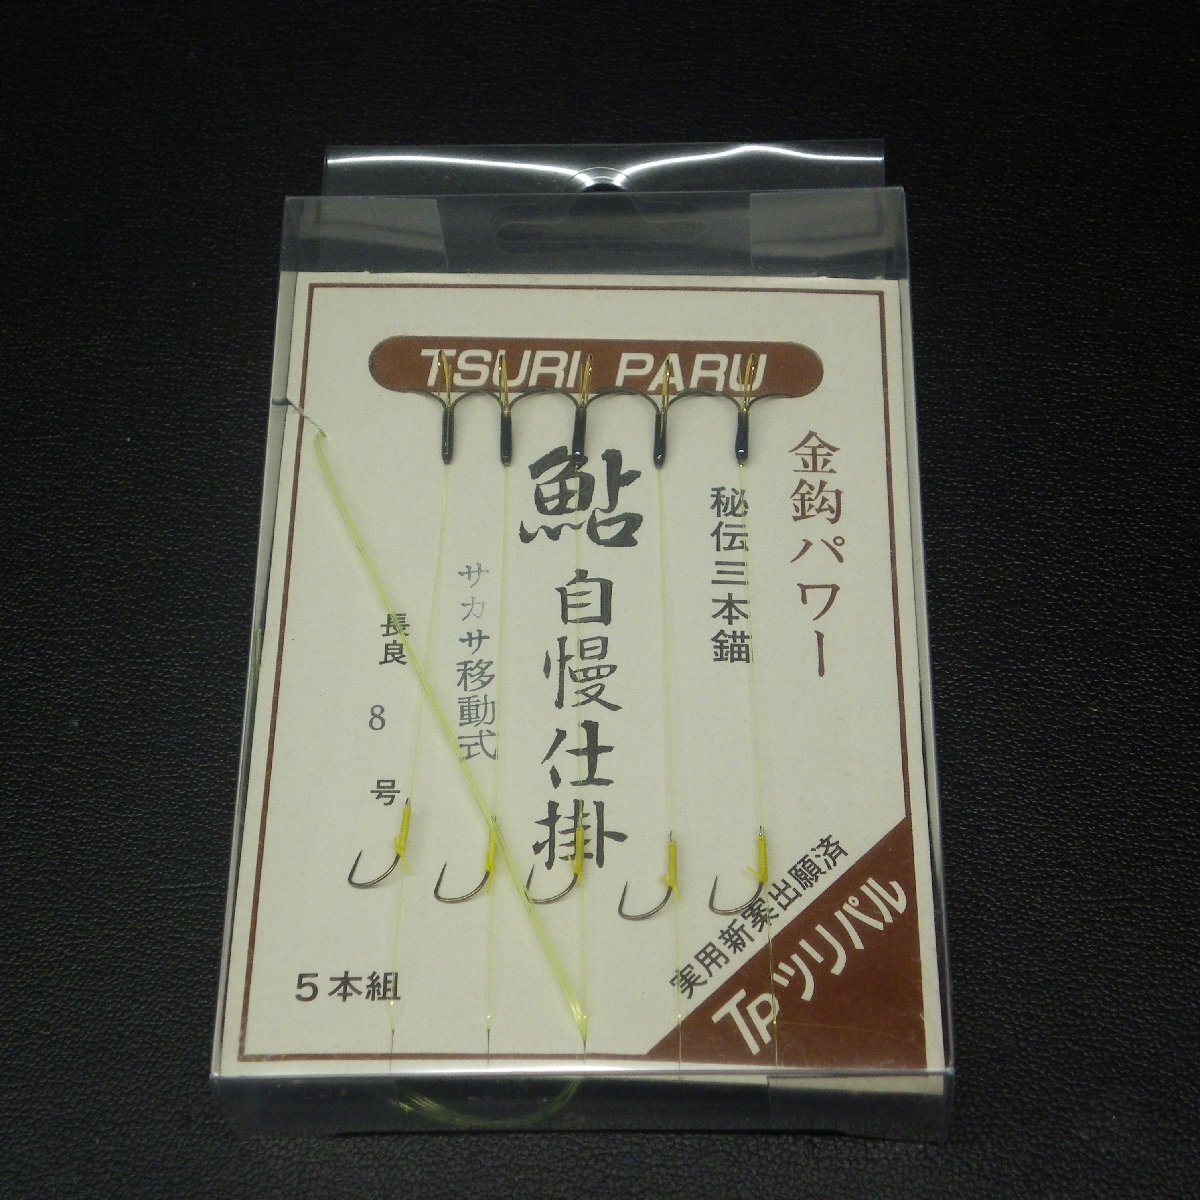 TSURI PARU
金鈎パワー
秘伝三本錨
鮎自慢仕掛
サカサ移動式
長良 8 号
5本組
実用新案出願済
TPツリパル